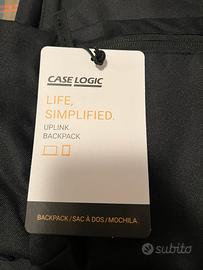 CASE LOGIC
LIFE,
SIMPLIFIED.
UPLINK
BACKPACK
BACKPACK / SAC À DOS / MOCHILA
subito